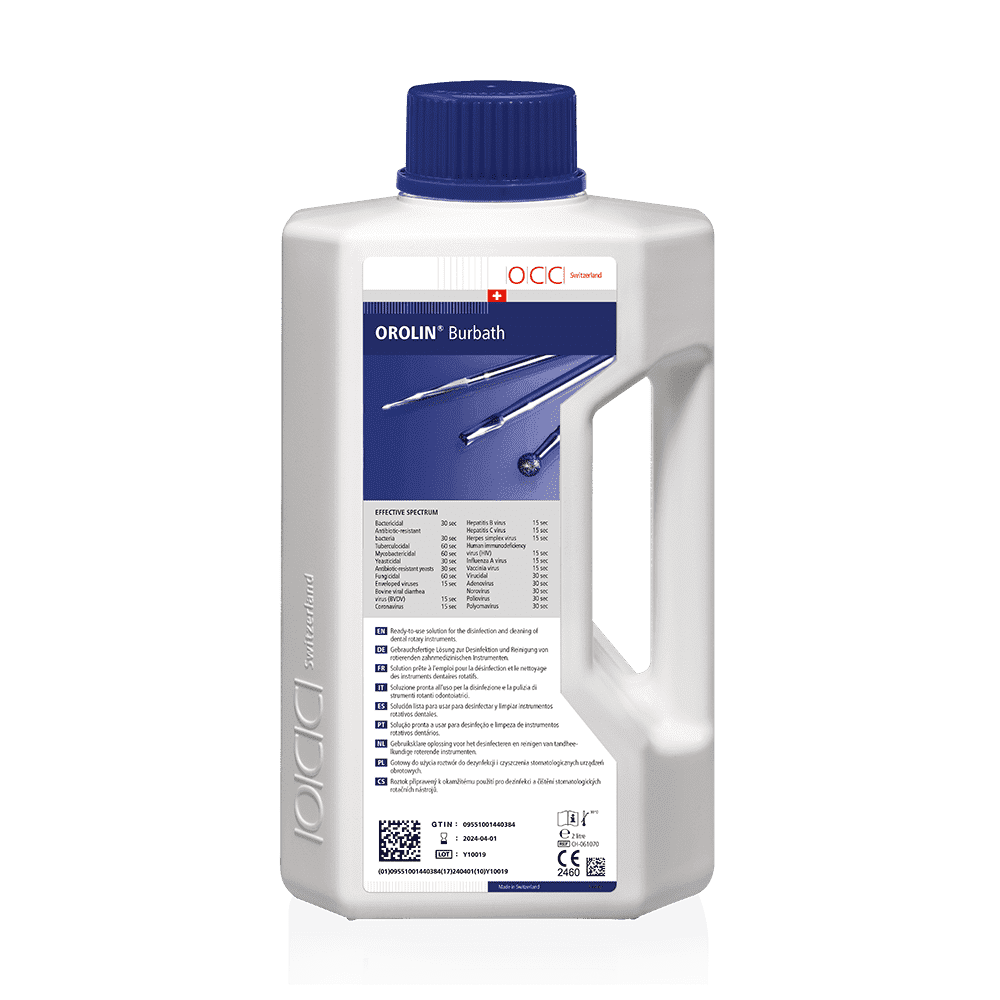 OCC Switzerland
OROLIN® Burbath
EFFECTIVE SPECTRUM
Bactericidal 30 sec
Antibiotic-resistant
bacteria 30 sec
Tuberculocidal 60 sec
Mycobactericidal 60 sec
Yeasticidal 30 sec
Antibiotic-resistant yeasts 30 sec
Fungicidal 60 sec
Enveloped viruses 15 sec
Bovine viral diarrhea
virus (BVDV) 15 sec
Coronavirus 15 sec
Hepatitis B virus 15 sec
Hepatitis C virus 15 sec
Herpes simplex virus 15 sec
Human immunodeficiency
virus (HIV) 15 sec
Influenza A virus 15 sec
Vaccinia virus 15 sec
Virucidal 30 sec
Adenovirus 30 sec
Norovirus 30 sec
Poliovirus 30 sec
Polyomavirus 30 sec
EN Ready-to-use solution for the disinfection and cleaning of
dental rotary instruments.
DE Gebrauchsfertige Lösung zur Desinfektion und Reinigung von
rotierenden zahnmedizinischen Instrumenten.
FR Solution prête à l'emploi pour la désinfection et le nettoyage
des instruments dentaires rotatifs.
IT Soluzione pronta all'uso per la disinfezione e la pulizia di
strumenti rotanti odontoiatrici.
ES Solución lista para usar para desinfectar y limpiar instrumentos
rotativos dentales.
PT Solução pronta a usar para desinfeção e limpeza de instrumentos
rotativos dentários.
NL Gebruiksklare oplossing voor het desinfecteren en reinigen van tandhee-
lkundige roterende instrumenten.
PL Gotowy do użycia roztwór do dezynfekcji i czyszczenia stomatologicznych urządzeń
obrotowych.
CS Roztok připravený k okamžitému použití pro dezinfekci a čištění stomatologických
rotačních nástrojů.
GTIN : 09551001440384
: 2024-04-01
LOT : Y10019
(01)09551001440384(17)240401(10)Y10019
30°C
℮ 2 litre
REF CH-061070
CE
2460
Made in Switzerland
OCC Switzerland